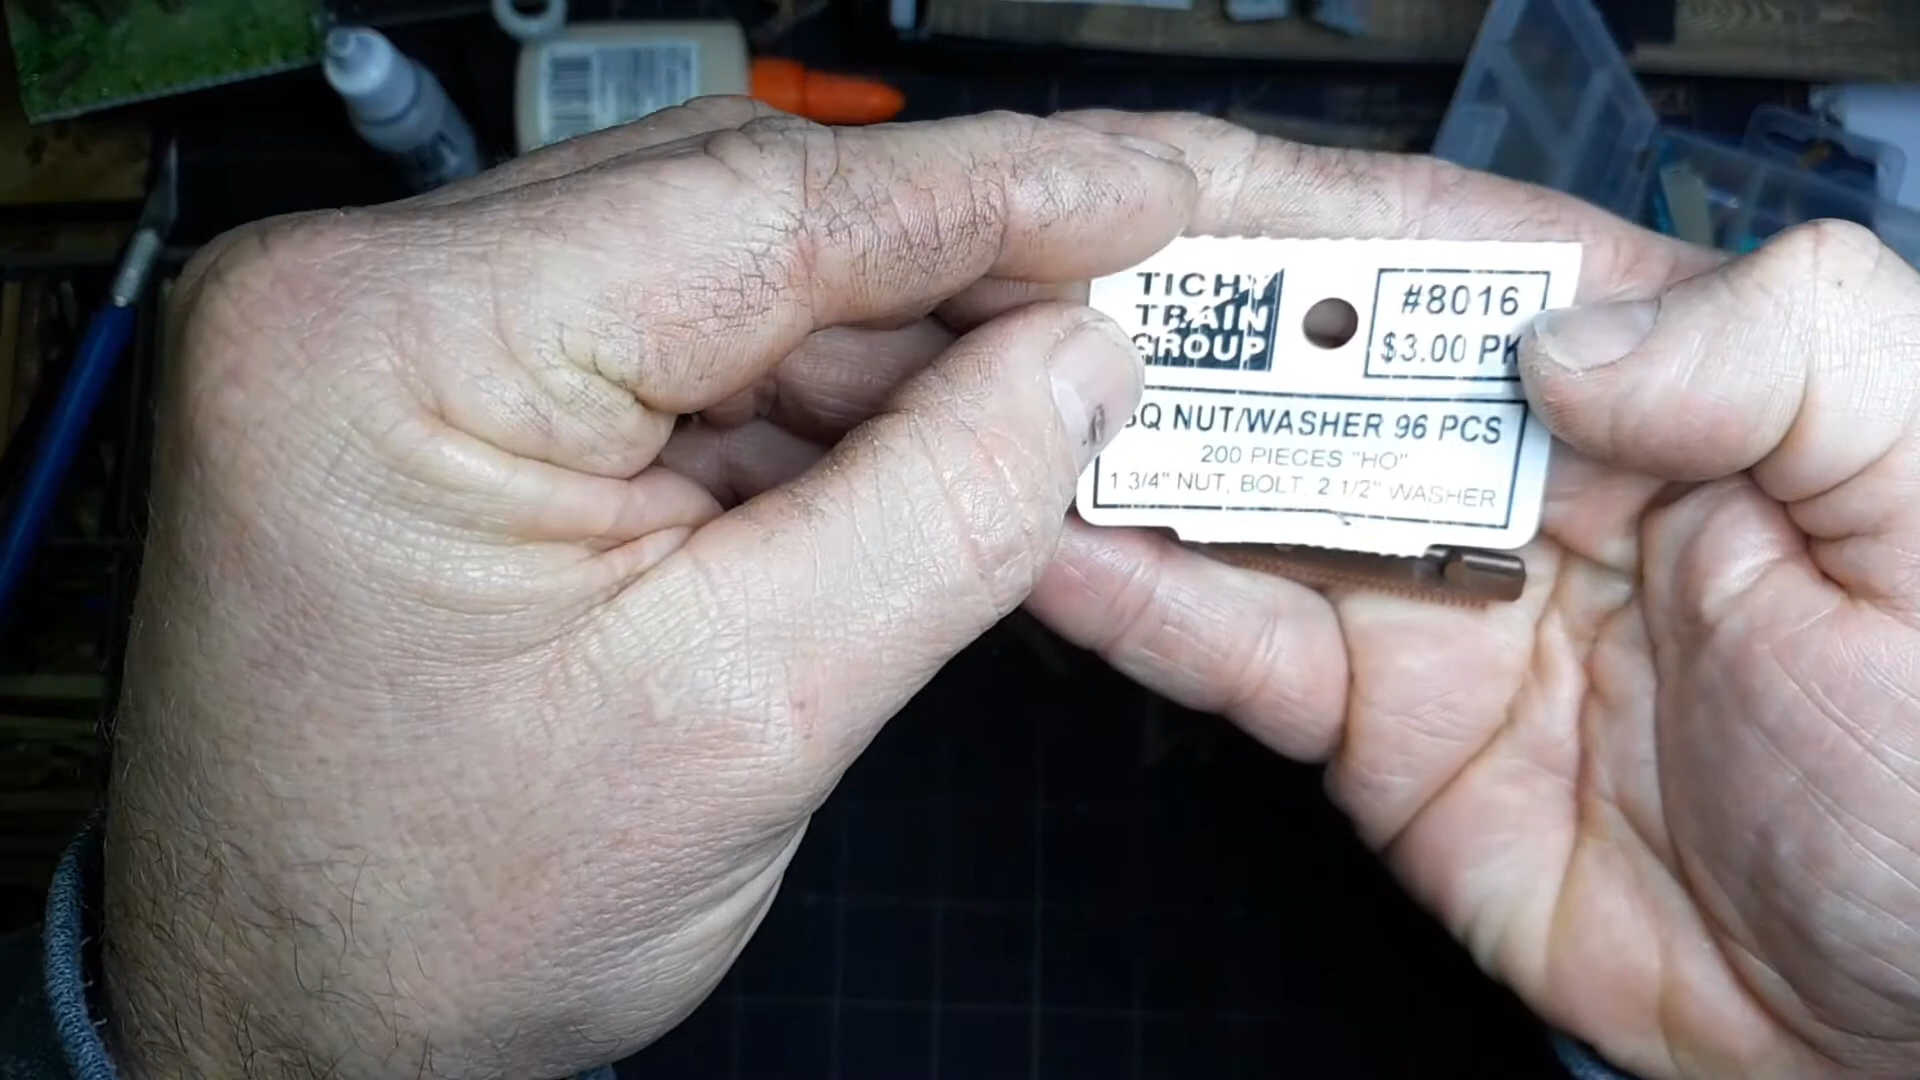 TICHY
TRAIN
GROUP
#8016
$3.00 PK
SQ NUT/WASHER 96 PCS
200 PIECES "HO"
1 3/4" NUT, BOLT, 2 1/2" WASHER